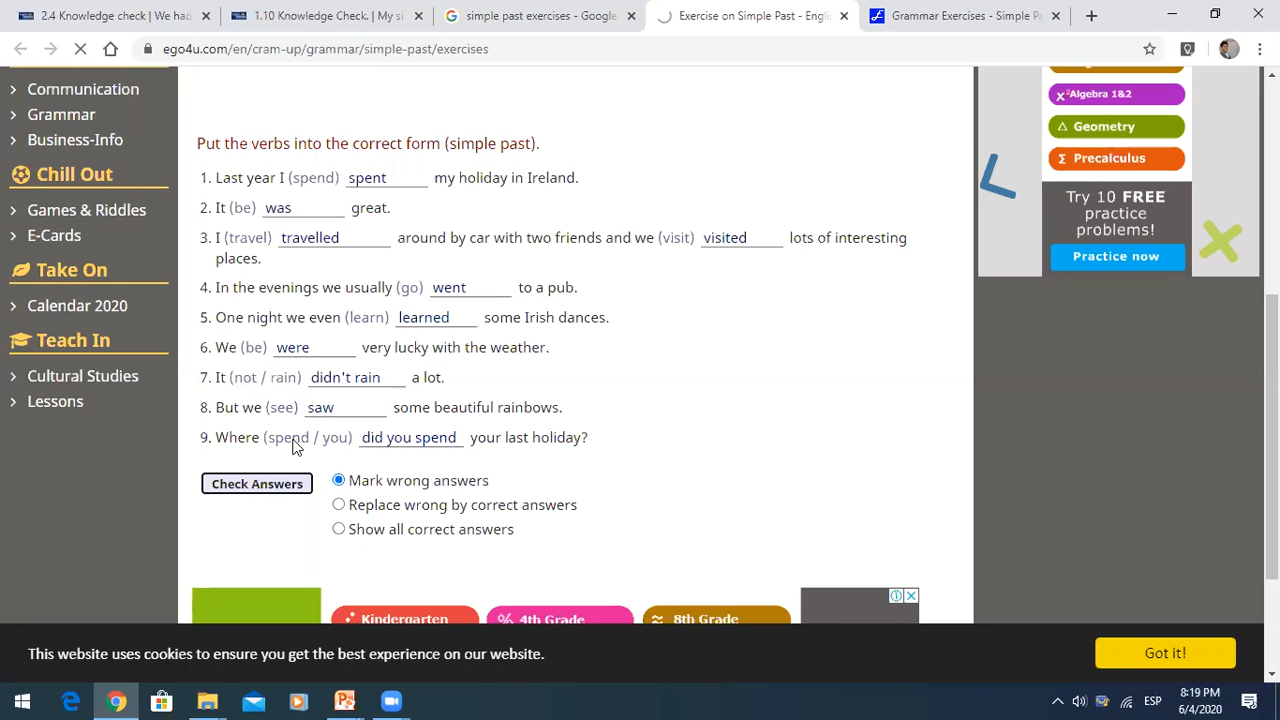 2.4 Knowledge check | Web
1.10 Knowledge Check. | My si
simple past exercises - Google
Exercise on Simple Past - Engli
Grammar Exercises - Simple Pa
ego4u.com/en/cram-up/grammar/simple-past/exercises
Communication
Grammar
Business-Info
Chill Out
Games & Riddles
E-Cards
Take On
Calendar 2020
Teach In
Cultural Studies
Lessons
Put the verbs into the correct form (simple past).
1. Last year I (spend) spent my holiday in Ireland.
2. It (be) was great.
3. I (travel) travelled around by car with two friends and we (visit) visited lots of interesting
places.
4. In the evenings we usually (go) went to a pub.
5. One night we even (learn) learned some Irish dances.
6. We (be) were very lucky with the weather.
7. It (not / rain) didn't rain a lot.
8. But we (see) saw some beautiful rainbows.
9. Where (spend / you) did you spend your last holiday?
Check Answers
Mark wrong answers
Replace wrong by correct answers
Show all correct answers
x² Algebra 1&2
Geometry
Σ Precalculus
Try 10 FREE
practice
problems!
Practice now
Kindergarten
% 4th Grade
≈ 8th Grade
This website uses cookies to ensure you get the best experience on our website.
Got it!
ESP
8:19 PM
6/4/2020